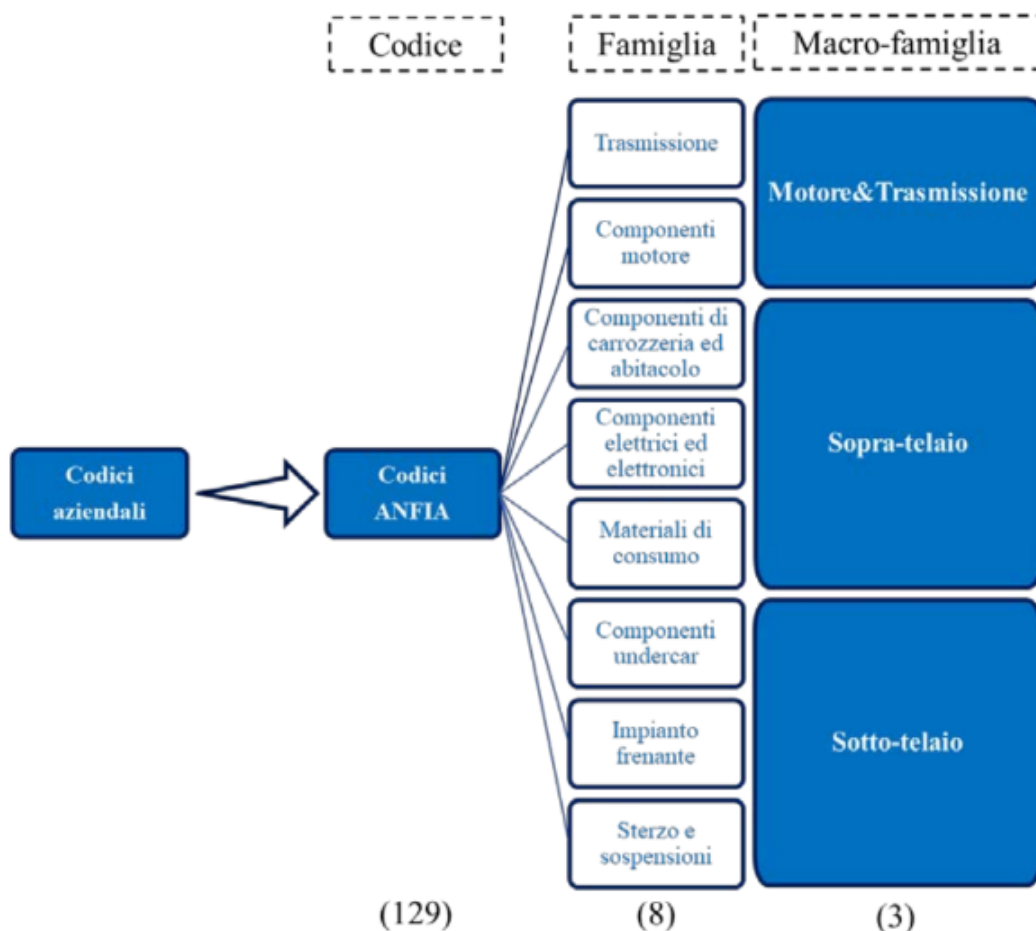 Codice
Famiglia
Macro-famiglia
Trasmissione
Componenti
motore
Motore&Trasmissione
Componenti di
carrozzeria ed
abitacolo
Componenti
elettrici ed
elettronici
Materiali di
consumo
Sopra-telaio
Codici
aziendali
Codici
ANFIA
Componenti
undercar
Impianto
frenante
Sterzo e
sospensioni
Sotto-telaio
(129)
(8)
(3)